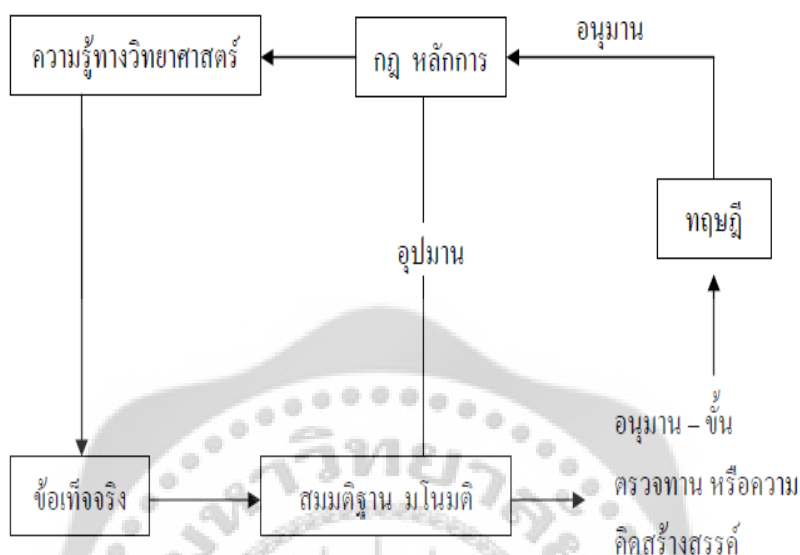 อนุมาน
ความรู้ทางวิทยาศาสตร์
กฎ หลักการ
ทฤษฎี
อุปมาน
อนุมาน – ขั้น
ตรวจทาน หรือความ
คิดสร้างสรรค์
ข้อเท็จจริง
สมมติฐาน มโนมติ